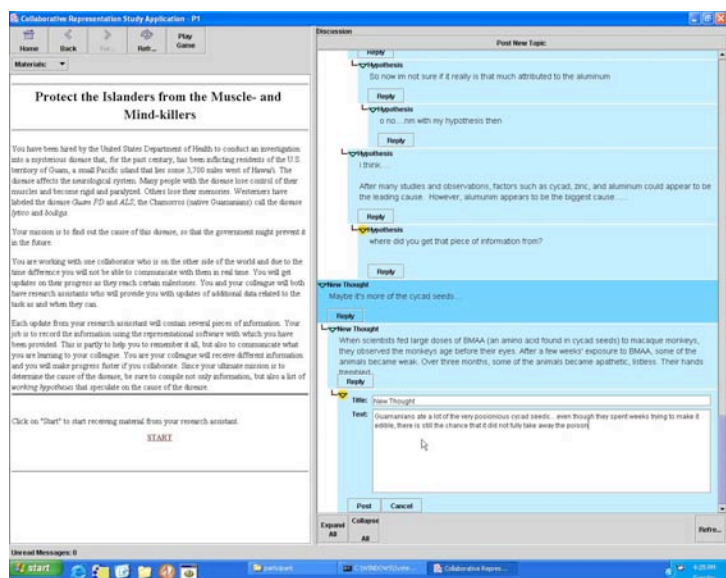 Collaborative Representation Study Application - P1
Home
Back
For...
Refr...
Play
Game
Materials:
Protect the Islanders from the Muscle- and
Mind-killers
You have been hired by the United States Department of Health to conduct an investigation
into a mysterious disease that, for the past century, has been inflicting residents of the U.S.
territory of Guam, a small Pacific island that lies some 3,700 miles west of Hawai'i. The
disease affects the neurological system. Many people with the disease lose control of their
muscles and become rigid and paralyzed. Others lose their memories. Westerners have
labeled the disease Guam PD and ALS; the Chamorros (native Guamanians) call the disease
lytico and bodiga.
Your mission is to find out the cause of this disease, so that the government might prevent it
in the future.
You are working with one collaborator who is on the other side of the world and due to the
time difference you will not be able to communicate with them in real time. You will get
updates on their progress as they reach certain milestones. You and your colleague will both
have research assistants who will provide you with updates of additional data related to the
task as and when they can.
Each update from your research assistant will contain several pieces of information. Your
job is to record the information using the representational software with which you have
been provided. This is partly to help you to remember it all, but also to communicate what
you are learning to your colleague. You are your colleague will receive different information
and you will make progress faster if you collaborate. Since your ultimate mission is to
determine the cause of the disease, be sure to compile not only information, but also a list of
working hypotheses that speculate on the cause of the disease.
Click on "Start" to start receiving material from your research assistant.
START
Discussion
Post New Topic:
Reply
Hypothesis
So now im not sure if it really is that much attributed to the aluminum
Reply
Hypothesis
o no...nm with my hypothesis then
Reply
Hypothesis
i think...
After many studies and observations, factors such as cycad, zinc, and aluminum could appear to be
the leading cause. However, alumunim appears to be the biggest cause.....
Reply
Hypothesis
where did you get that piece of information from?
Reply
New Thought
Maybe it's more of the cycad seeds...
Reply
New Thought
When scientists fed large doses of BMAA (an amino acid found in cycad seeds) to macaque monkeys,
they observed the monkeys age before their eyes. After a few weeks' exposure to BMAA, some of the
animals became weak. Over three months, some of the animals became apathetic, listless. Their hands
trembled
Reply
Title: New Thought
Text: Guamanians ate a lot of the very posionious cycad seeds... even though they spent weeks trying to make it
edible, there is still the chance that it did not fully take away the poison
Post
Cancel
Expand
All
Collapse
All
Refre...
Unread Messages: 0
start
participant
Collaborative Repres...